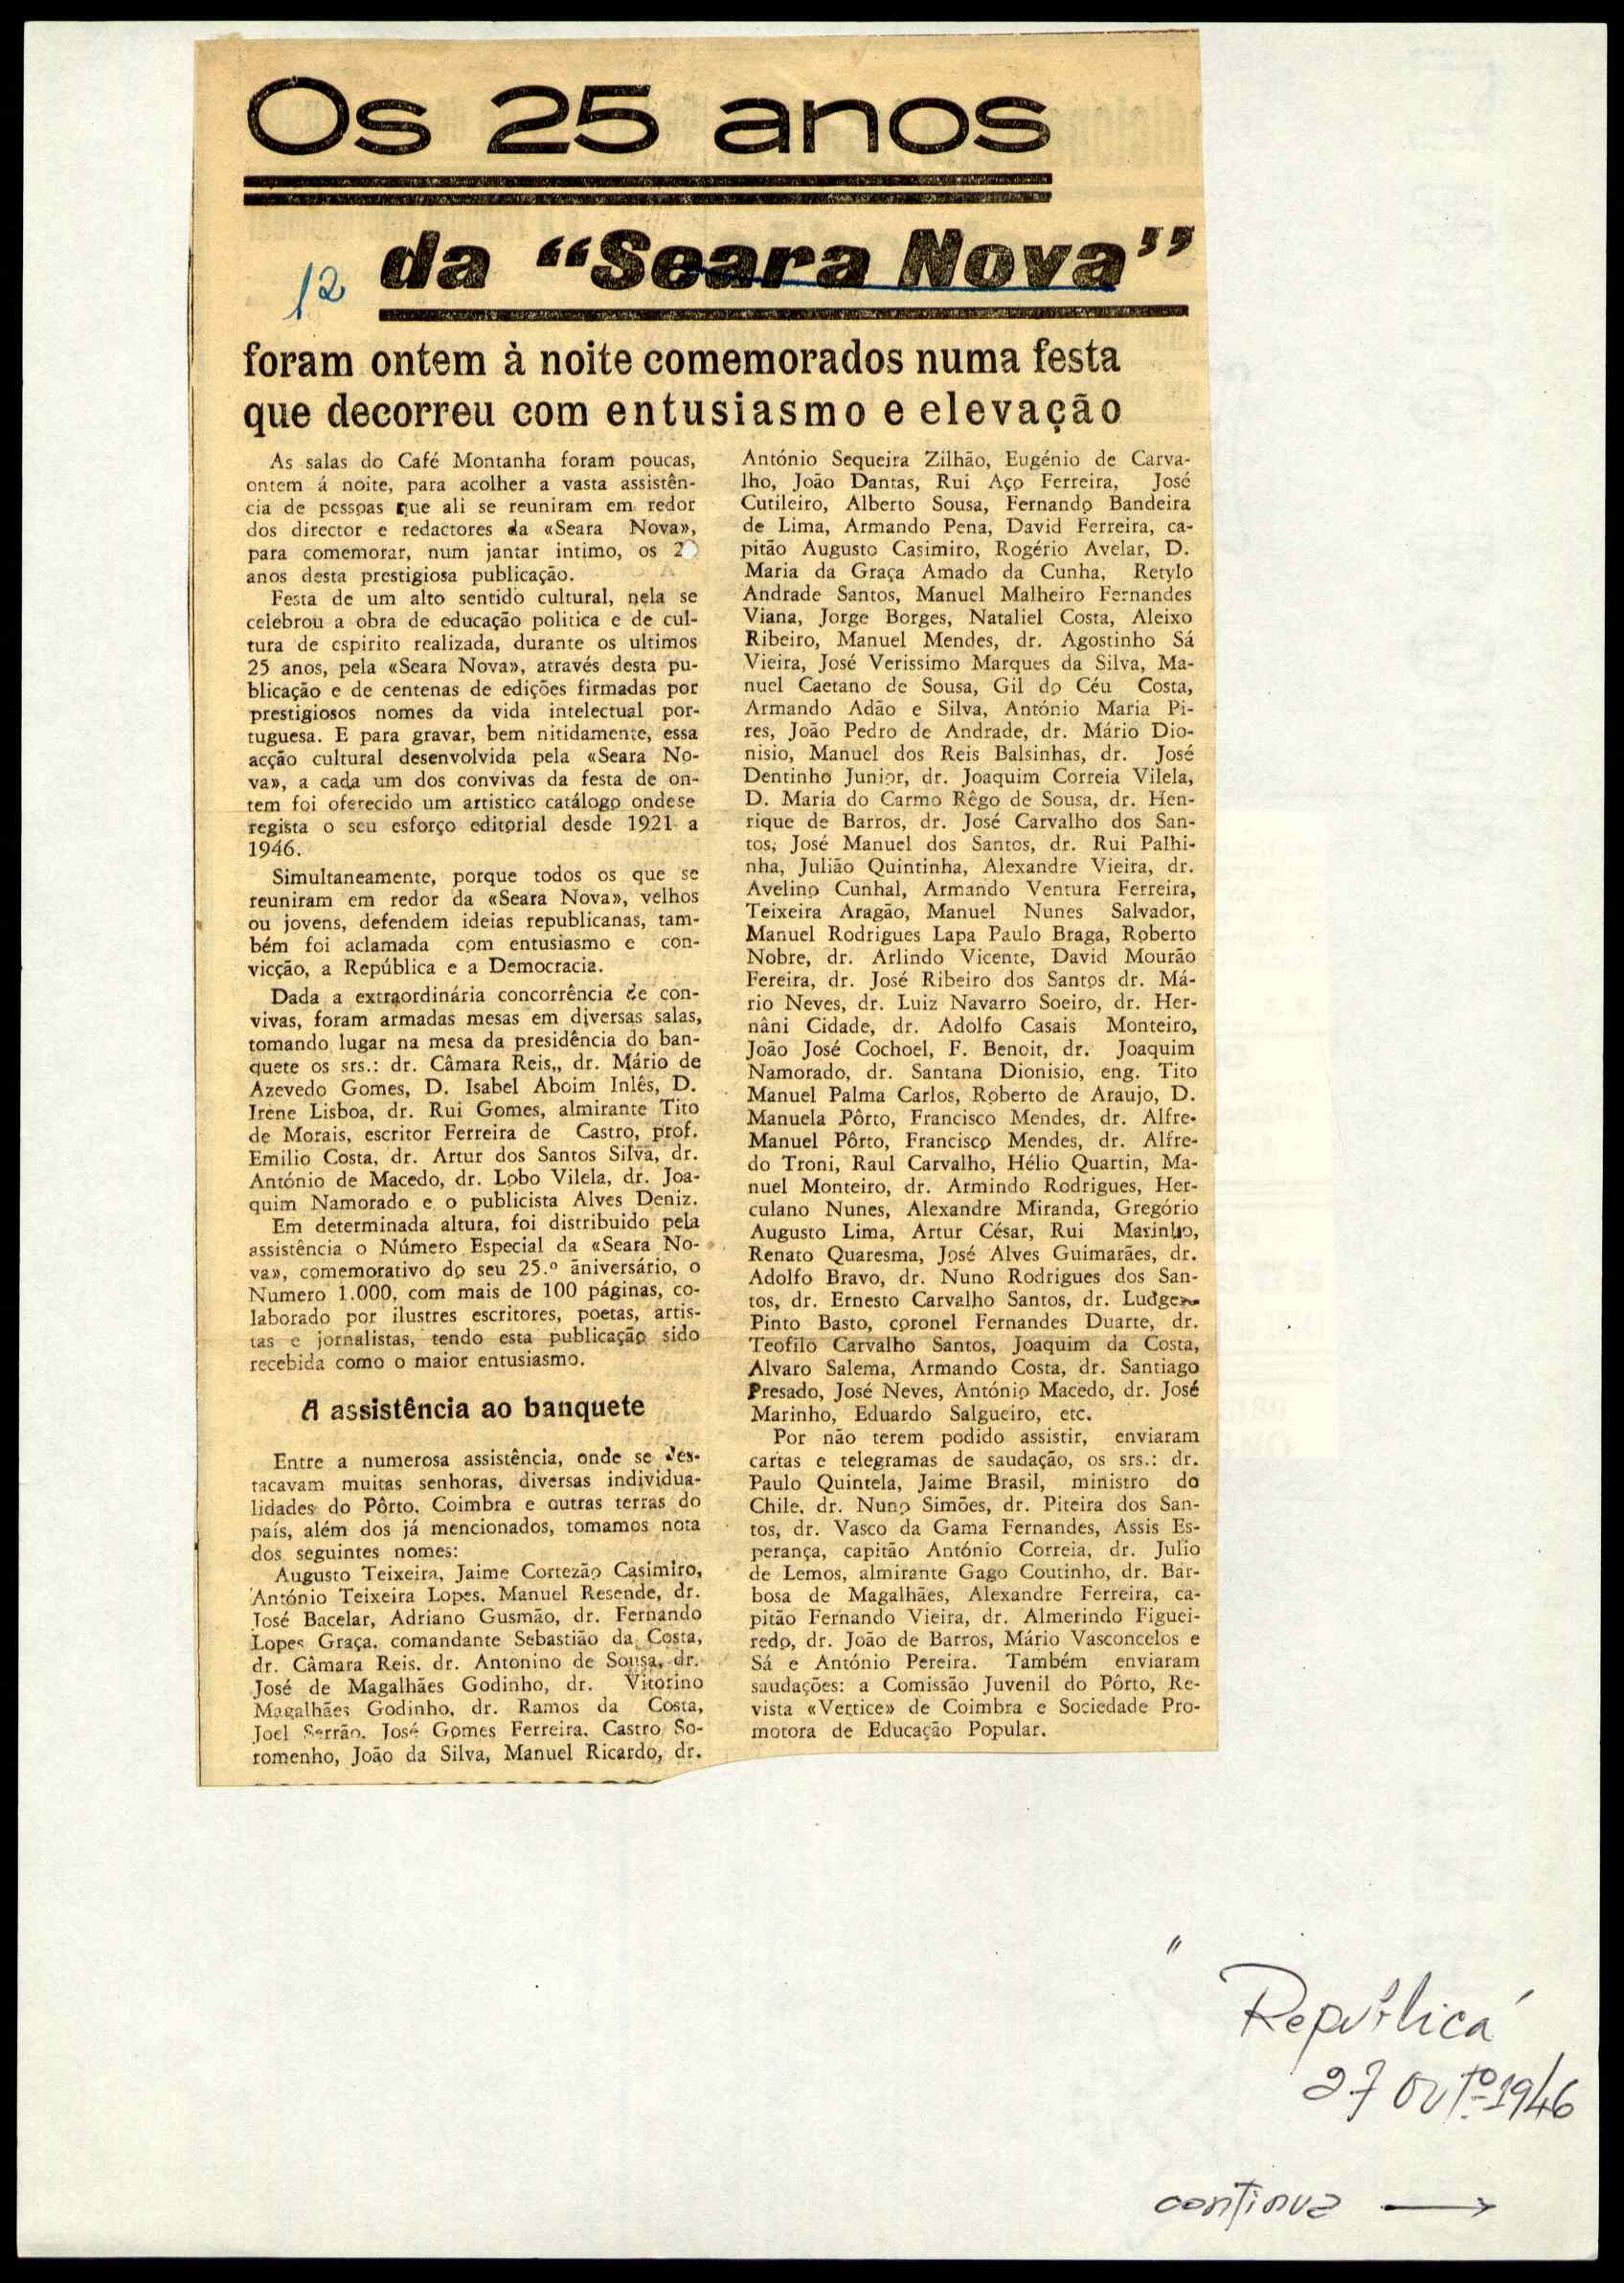 Os 25 anos
da “Seara Nova”
12
foram ontem à noite comemorados numa festa
que decorreu com entusiasmo e elevação
As salas do Café Montanha foram poucas,
ontem á noite, para acolher a vasta assistên-
cia de pessoas que ali se reuniram em redor
dos director e redactores da «Seara Nova»,
para comemorar, num jantar intimo, os 2
anos desta prestigiosa publicação.
Festa de um alto sentido cultural, nela se
celebrou a obra de educação politica e de cul-
tura de espirito realizada, durante os ultimos
25 anos, pela «Seara Nova», através desta pu-
blicação e de centenas de edições firmadas por
prestigiosos nomes da vida intelectual por-
tuguesa. E para gravar, bem nitidamente, essa
acção cultural desenvolvida pela «Seara No-
va», a cada um dos convivas da festa de on-
tem foi oferecido um artistico catálogo ondese
regista o seu esforço editorial desde 1921 a
1946.
Simultaneamente, porque todos os que se
reuniram em redor da «Seara Nova», velhos
ou jovens, defendem ideias republicanas, tam-
bém foi aclamada com entusiasmo e con-
vicção, a República e a Democracia.
Dada a extraordinária concorrência de con-
vivas, foram armadas mesas em diversas salas,
tomando lugar na mesa da presidência do ban-
quete os srs.: dr. Câmara Reis,, dr. Mário de
Azevedo Gomes, D. Isabel Aboim Inlês, D.
Irene Lisboa, dr. Rui Gomes, almirante Tito
de Morais, escritor Ferreira de Castro, prof.
Emilio Costa, dr. Artur dos Santos Silva, dr.
António de Macedo, dr. Lobo Vilela, dr. Joa-
quim Namorado e o publicista Alves Deniz.
Em determinada altura, foi distribuido pela
assistência o Número Especial da «Seara No-
va», comemorativo do seu 25.º âniversário, o
Numero 1.000, com mais de 100 páginas, co-
laborado por ilustres escritores, poetas, artis-
tas e jornalistas, tendo esta publicação sido
recebida como o maior entusiasmo.
A assistência ao banquete
Entre a numerosa assistência, onde se des-
tacavam muitas senhoras, diversas individua-
lidades do Pôrto, Coimbra e outras terras do
país, além dos já mencionados, tomamos nota
dos seguintes nomes:
Augusto Teixeira, Jaime Cortezão Casimiro,
António Teixeira Lopes, Manuel Resende, dr.
José Bacelar, Adriano Gusmão, dr. Fernando
Lopes Graça, comandante Sebastião da Costa,
dr. Câmara Reis, dr. Antonino de Sousa, dr.
José de Magalhães Godinho, dr. Vitorino
Magalhães Godinho, dr. Ramos da Costa,
Joel Serrão, José Gomes Ferreira, Castro So-
romenho, João da Silva, Manuel Ricardo, dr.
António Sequeira Zilhão, Eugénio de Carva-
lho, João Dantas, Rui Aço Ferreira, José
Cutileiro, Alberto Sousa, Fernando Bandeira
de Lima, Armando Pena, David Ferreira, ca-
pitão Augusto Casimiro, Rogério Avelar, D.
Maria da Graça Amado da Cunha, Retylo
Andrade Santos, Manuel Malheiro Fernandes
Viana, Jorge Borges, Nataliel Costa, Aleixo
Ribeiro, Manuel Mendes, dr. Agostinho Sá
Vieira, José Verissimo Marques da Silva, Ma-
nuel Caetano de Sousa, Gil do Céu Costa,
Armando Adão e Silva, António Maria Pi-
res, João Pedro de Andrade, dr. Mário Dio-
nisio, Manuel dos Reis Balsinhas, dr. José
Dentinho Junior, dr. Joaquim Correia Vilela,
D. Maria do Carmo Rêgo de Sousa, dr. Hen-
rique de Barros, dr. José Carvalho dos San-
tos, José Manuel dos Santos, dr. Rui Palhi-
nha, Julião Quintinha, Alexandre Vieira, dr.
Avelino Cunhal, Armando Ventura Ferreira,
Teixeira Aragão, Manuel Nunes Salvador,
Manuel Rodrigues Lapa Paulo Braga, Roberto
Nobre, dr. Arlindo Vicente, David Mourão
Fereira, dr. José Ribeiro dos Santos dr. Má-
rio Neves, dr. Luiz Navarro Soeiro, dr. Her-
nâni Cidade, dr. Adolfo Casais Monteiro,
João José Cochoel, F. Benoit, dr. Joaquim
Namorado, dr. Santana Dionisio, eng. Tito
Manuel Palma Carlos, Roberto de Araujo, D.
Manuela Pôrto, Francisco Mendes, dr. Alfre-
Manuel Pôrto, Francisco Mendes, dr. Alfre-
do Troni, Raul Carvalho, Hélio Quartin, Ma-
nuel Monteiro, dr. Armindo Rodrigues, Her-
culano Nunes, Alexandre Miranda, Gregório
Augusto Lima, Artur César, Rui Marinho,
Renato Quaresma, José Alves Guimarães, dr.
Adolfo Bravo, dr. Nuno Rodrigues dos San-
tos, dr. Ernesto Carvalho Santos, dr.
Pinto Basto, coronel Fernandes Duarte, dr.
Teofilo Carvalho Santos, Joaquim da Costa,
Alvaro Salema, Armando Costa, dr. Santiago
Presado, José Neves, António Macedo, dr. José
Marinho, Eduardo Salgueiro, etc.
Por não terem podido assistir, enviaram
cartas e telegramas de saudação, os srs.: dr.
Paulo Quintela, Jaime Brasil, ministro do
Chile, dr. Nuno Simões, dr. Piteira dos San-
tos, dr. Vasco da Gama Fernandes, Assis Es-
perança, capitão António Correia, dr. Julio
de Lemos, almirante Gago Coutinho, dr. Bar-
bosa de Magalhães, Alexandre Ferreira, ca-
pitão Fernando Vieira, dr. Almerindo Figuei-
redo, dr. João de Barros, Mário Vasconcelos e
Sá e António Pereira. Também enviaram
saudações: a Comissão Juvenil do Pôrto, Re-
vista «Vertice» de Coimbra e Sociedade Pro-
motora de Educação Popular.
"República"
27 outº 1946
continua →